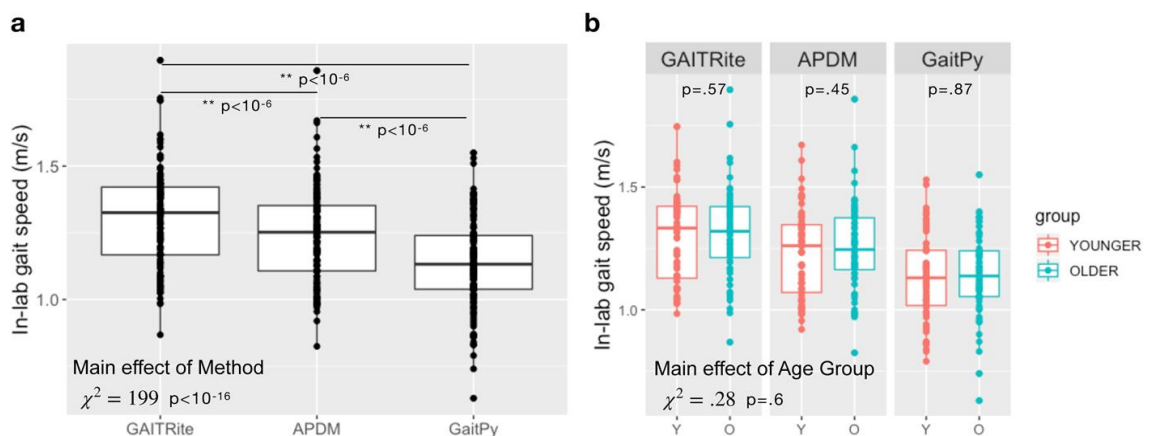 a
** p<10⁻⁶
** p<10⁻⁶
** p<10⁻⁶
1.5
1.0
In-lab gait speed (m/s)
Main effect of Method
χ² = 199 p<10⁻¹⁶
GAITRite APDM GaitPy
b
GAITRite APDM GaitPy
p=.57 p=.45 p=.87
1.5
1.0
In-lab gait speed (m/s)
Main effect of Age Group
χ² = .28 p=.6
Y O Y O Y O
group
YOUNGER
OLDER